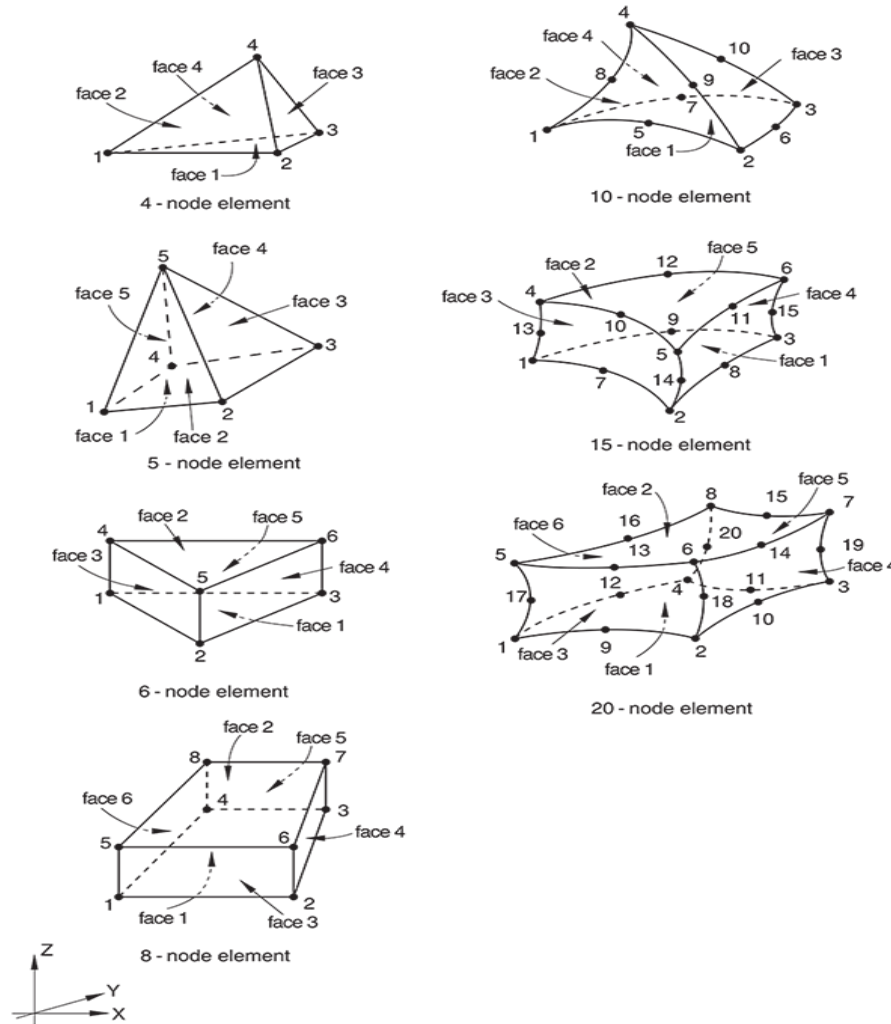 4
face 4
face 3
face 2
3
1
2
face 1
4 - node element
4
10
face 4
face 3
face 2
8
9
7
3
1
5
6
face 1
2
10 - node element
5
face 4
face 5
face 3
4
3
1
2
face 1
face 2
5 - node element
12
face 5
face 2
6
face 3
4
face 4
10
9
11
15
13
5
3
1
face 1
7
14
8
2
15 - node element
face 2
4
face 5
6
face 3
5
face 4
1
3
face 1
2
6 - node element
face 2
8
15
face 5
7
face 6
16
20
13
6
14
19
5
face 4
12
4
11
3
17
18
10
1
face 3
9
face 1
2
20 - node element
face 2
8
face 5
7
face 6
4
3
5
6
face 4
1
2
face 1
face 3
8 - node element
Z
Y
X